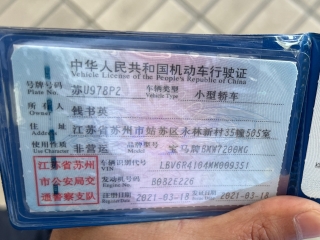 中华人民共和国机动车行驶证
Vehicle License of the People's Republic of China
号牌号码 苏U978P2 车辆类型 小型轿车
Plate No. Vehicle Type
所有人 钱书英
Owner
住址 江苏省苏州市姑苏区永林新村35幢505室
Address
使用性质 非营运 品牌型号 宝马牌BMW7200MG
Use Character Model
江苏省苏州 车辆识别代号 LBV6R4104MM009351
VIN
市公安局交 发动机号码 B0326226
Engine No.
通警察支队 注册日期 2021-03-18 发证日期 2021-03-18